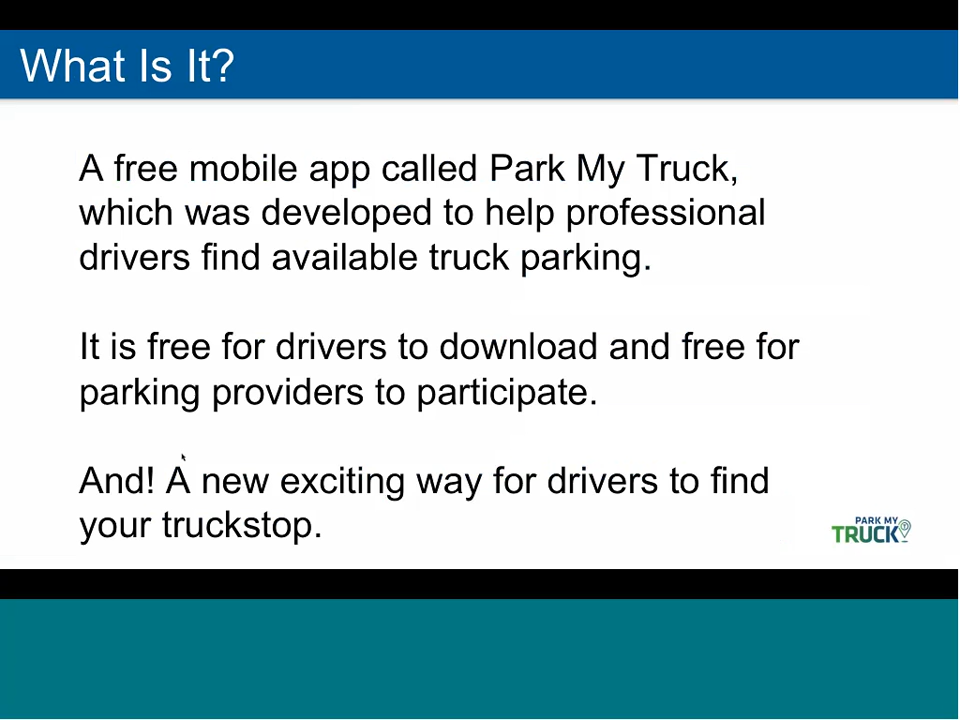 What Is It?
A free mobile app called Park My Truck,
which was developed to help professional
drivers find available truck parking.
It is free for drivers to download and free for
parking providers to participate.
And! A new exciting way for drivers to find
your truckstop.
PARK MY
TRUCK